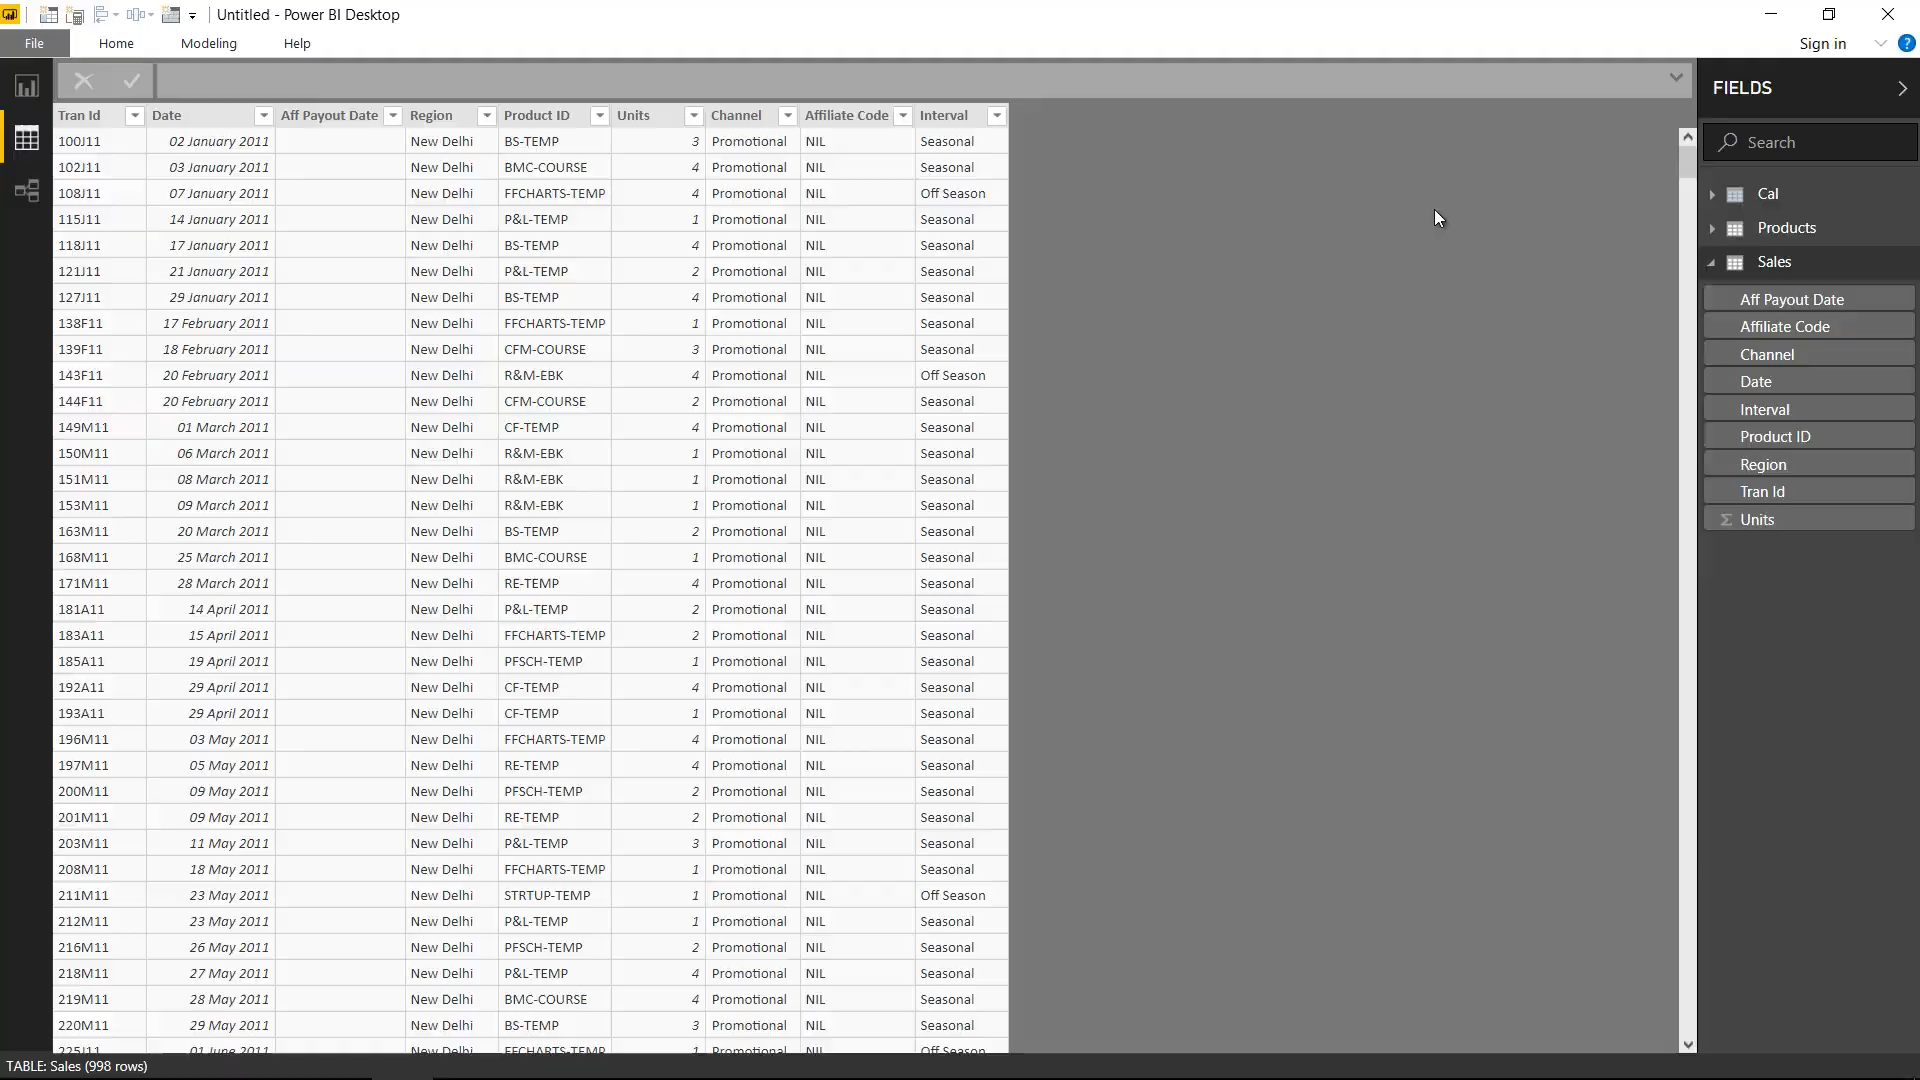 Untitled - Power BI Desktop
File Home Modeling Help Sign in ?
FIELDS
Search
Cal
Products
Sales
Aff Payout Date
Affiliate Code
Channel
Date
Interval
Product ID
Region
Tran Id
Σ Units
Tran Id Date Aff Payout Date Region Product ID Units Channel Affiliate Code Interval
100J11 02 January 2011 New Delhi BS-TEMP 3 Promotional NIL Seasonal
102J11 03 January 2011 New Delhi BMC-COURSE 4 Promotional NIL Seasonal
108J11 07 January 2011 New Delhi FFCHARTS-TEMP 4 Promotional NIL Off Season
115J11 14 January 2011 New Delhi P&L-TEMP 1 Promotional NIL Seasonal
118J11 17 January 2011 New Delhi BS-TEMP 4 Promotional NIL Seasonal
121J11 21 January 2011 New Delhi P&L-TEMP 2 Promotional NIL Seasonal
127J11 29 January 2011 New Delhi BS-TEMP 4 Promotional NIL Seasonal
138F11 17 February 2011 New Delhi FFCHARTS-TEMP 1 Promotional NIL Seasonal
139F11 18 February 2011 New Delhi CFM-COURSE 3 Promotional NIL Seasonal
143F11 20 February 2011 New Delhi R&M-EBK 4 Promotional NIL Off Season
144F11 20 February 2011 New Delhi CFM-COURSE 2 Promotional NIL Seasonal
149M11 01 March 2011 New Delhi CF-TEMP 4 Promotional NIL Seasonal
150M11 06 March 2011 New Delhi R&M-EBK 1 Promotional NIL Seasonal
151M11 08 March 2011 New Delhi R&M-EBK 1 Promotional NIL Seasonal
153M11 09 March 2011 New Delhi R&M-EBK 1 Promotional NIL Seasonal
163M11 20 March 2011 New Delhi BS-TEMP 2 Promotional NIL Seasonal
168M11 25 March 2011 New Delhi BMC-COURSE 1 Promotional NIL Seasonal
171M11 28 March 2011 New Delhi RE-TEMP 4 Promotional NIL Seasonal
181A11 14 April 2011 New Delhi P&L-TEMP 2 Promotional NIL Seasonal
183A11 15 April 2011 New Delhi FFCHARTS-TEMP 2 Promotional NIL Seasonal
185A11 19 April 2011 New Delhi PFSCH-TEMP 1 Promotional NIL Seasonal
192A11 29 April 2011 New Delhi CF-TEMP 4 Promotional NIL Seasonal
193A11 29 April 2011 New Delhi CF-TEMP 1 Promotional NIL Seasonal
196M11 03 May 2011 New Delhi FFCHARTS-TEMP 4 Promotional NIL Seasonal
197M11 05 May 2011 New Delhi RE-TEMP 4 Promotional NIL Seasonal
200M11 09 May 2011 New Delhi PFSCH-TEMP 2 Promotional NIL Seasonal
201M11 09 May 2011 New Delhi RE-TEMP 2 Promotional NIL Seasonal
203M11 11 May 2011 New Delhi P&L-TEMP 3 Promotional NIL Seasonal
208M11 18 May 2011 New Delhi FFCHARTS-TEMP 1 Promotional NIL Seasonal
211M11 23 May 2011 New Delhi STRTUP-TEMP 1 Promotional NIL Off Season
212M11 23 May 2011 New Delhi P&L-TEMP 1 Promotional NIL Seasonal
216M11 26 May 2011 New Delhi PFSCH-TEMP 2 Promotional NIL Seasonal
218M11 27 May 2011 New Delhi P&L-TEMP 4 Promotional NIL Seasonal
219M11 28 May 2011 New Delhi BMC-COURSE 4 Promotional NIL Seasonal
220M11 29 May 2011 New Delhi BS-TEMP 3 Promotional NIL Seasonal
225J11 01 June 2011 New Delhi FFCHARTS-TEMP 1 Promotional NIL Off Season
TABLE: Sales (998 rows)